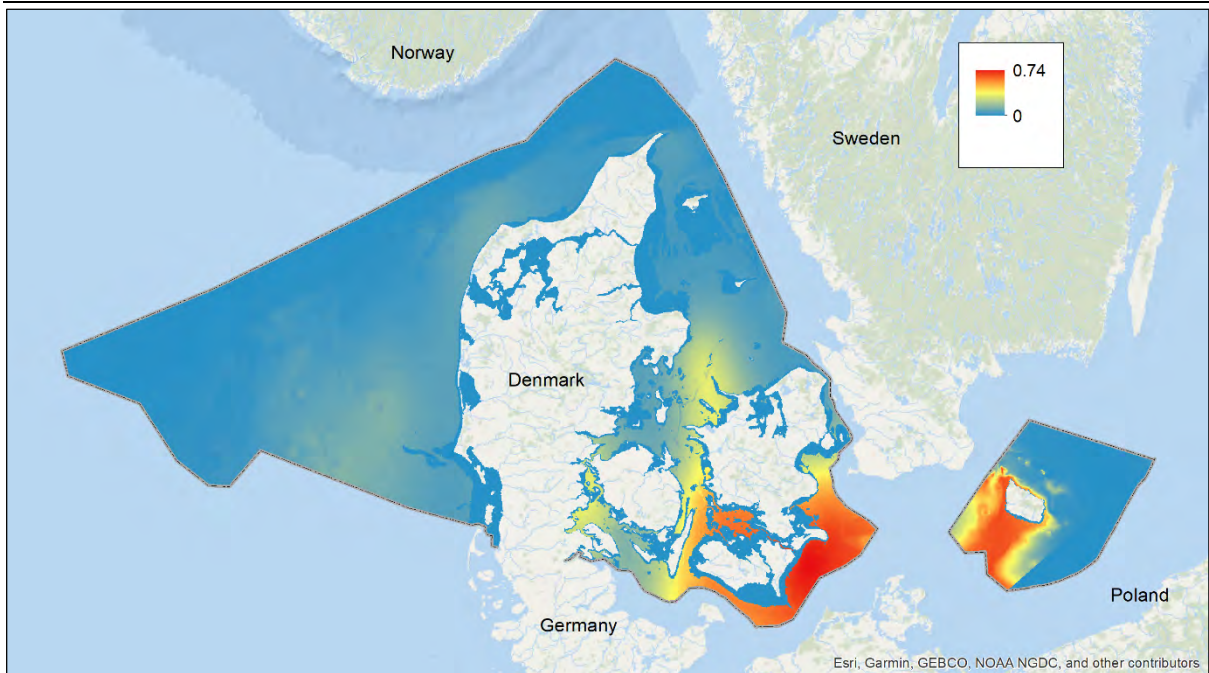 Norway
0.74
0
Sweden
Denmark
Poland
Germany
Esri, Garmin, GEBCO, NOAA NGDC, and other contributors